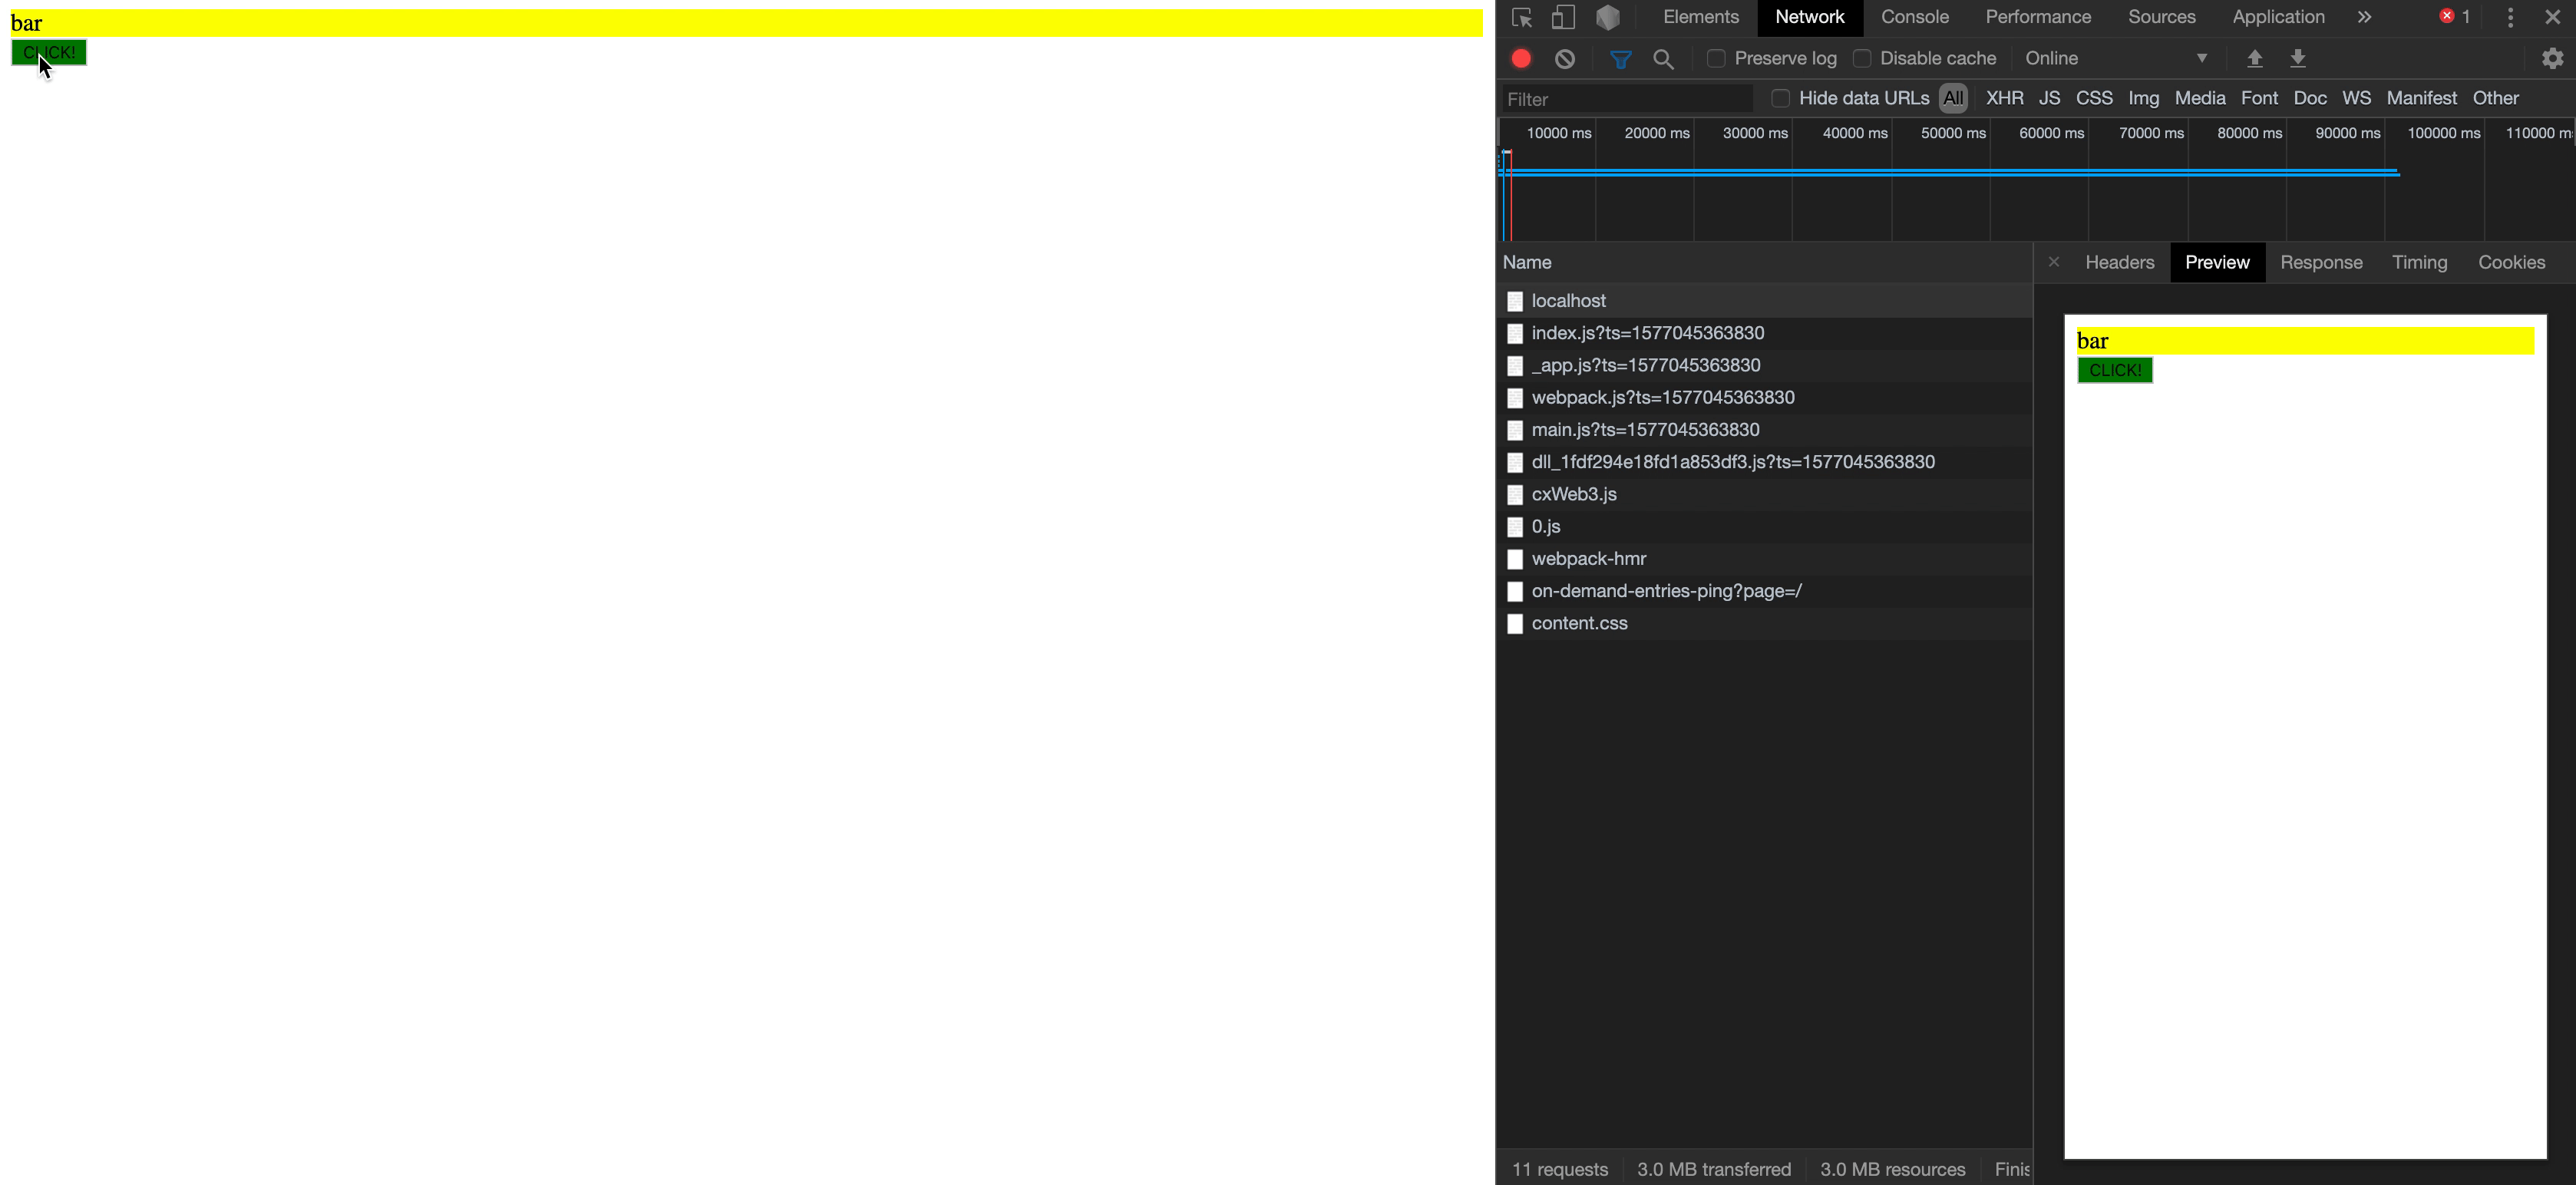 bar
CLICK!
Elements Network Console Performance Sources Application » 1
Preserve log Disable cache Online
Filter Hide data URLs All XHR JS CSS Img Media Font Doc WS Manifest Other
10000 ms 20000 ms 30000 ms 40000 ms 50000 ms 60000 ms 70000 ms 80000 ms 90000 ms 100000 ms 110000 m
Name
localhost
index.js?ts=1577045363830
_app.js?ts=1577045363830
webpack.js?ts=1577045363830
main.js?ts=1577045363830
dll_1fdf294e18fd1a853df3.js?ts=1577045363830
cxWeb3.js
0.js
webpack-hmr
on-demand-entries-ping?page=/
content.css
11 requests 3.0 MB transferred 3.0 MB resources Finis
Headers Preview Response Timing Cookies
bar
CLICK!